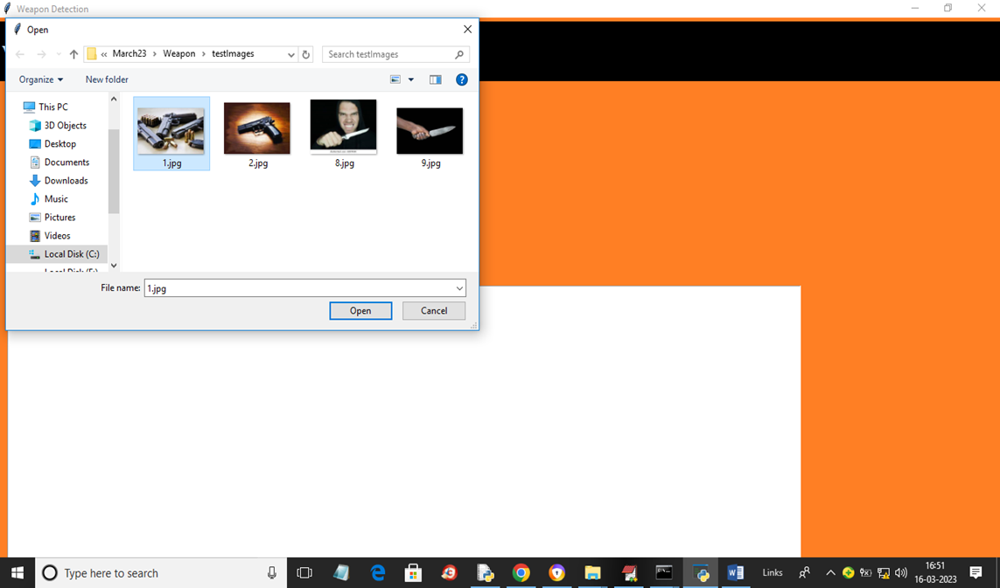 Weapon Detection
Open
« March23 › Weapon › testImages
Search testImages
Organize
New folder
This PC
3D Objects
Desktop
Documents
Downloads
Music
Pictures
Videos
Local Disk (C:)
1.jpg
2.jpg
8.jpg
9.jpg
File name:
1.jpg
Open
Cancel
Type here to search
Links
16:51
16-03-2023